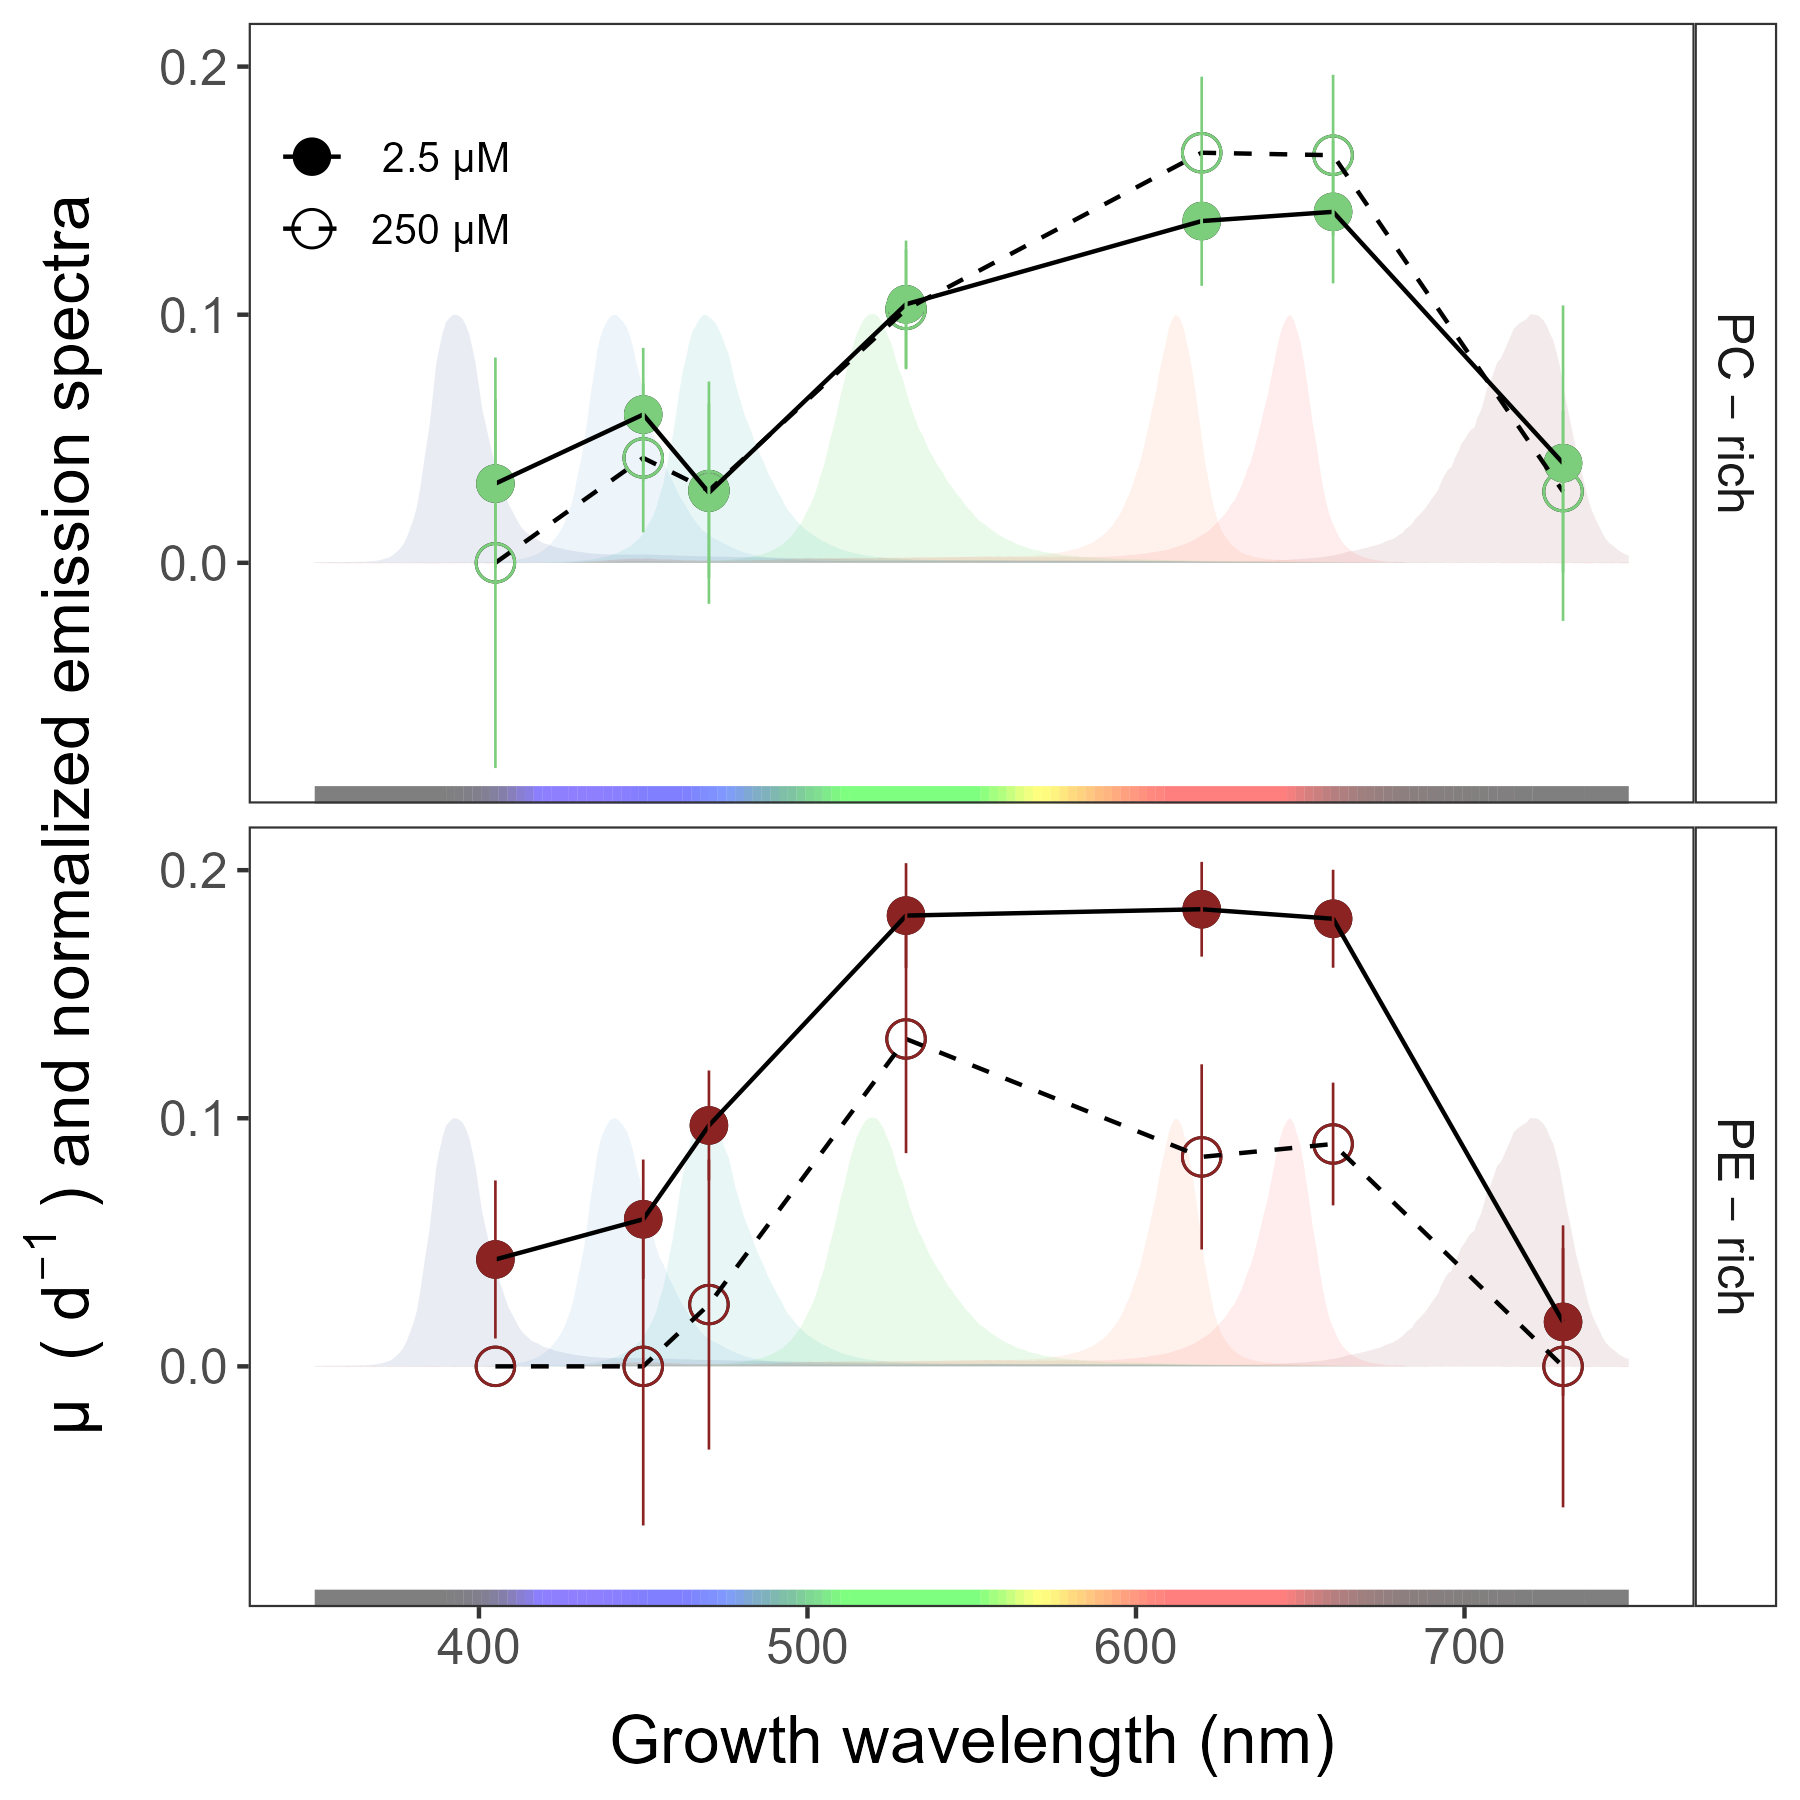 μ ( d⁻¹ ) and normalized emission spectra
0.2
0.1
0.0
2.5 μM
250 μM
PC – rich
0.2
0.1
0.0
PE – rich
400 500 600 700
Growth wavelength (nm)